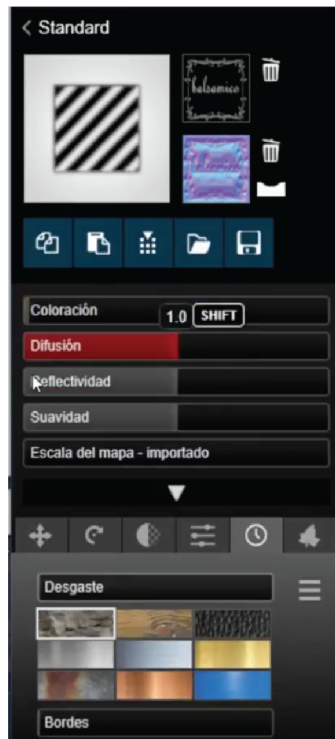 < Standard
balsamico
Coloración
1.0 SHIFT
Difusión
Reflectividad
Suavidad
Escala del mapa - importado
Desgaste
Bordes